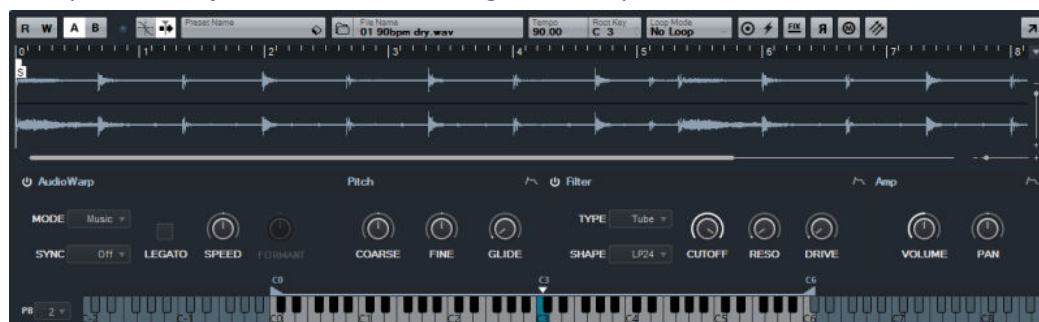 R W A B Preset Name File Name Tempo Root Key Loop Mode
01 90bpm dry.wav 90.00 C 3 No Loop FIX R M
0 1 2 3 4 5 6 7 8
S
AudioWarp Pitch Filter Amp
MODE Music TYPE Tube
SYNC Off LEGATO SPEED FORMANT COARSE FINE GLIDE SHAPE LP24 CUTOFF RESO DRIVE VOLUME PAN
C0 C3 C6
PB 2 C-2 C-1 C0 C1 C2 C3 C4 C5 C6 C7 C8